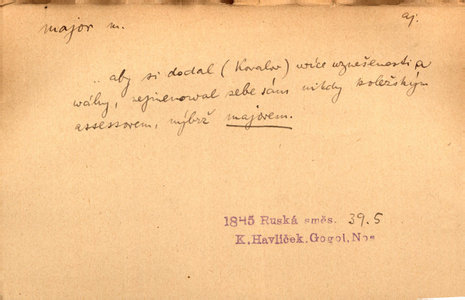 major m.
aj.
.. aby si dodal (Kovalov) více vznešenosti a
váhy, nejmenoval sebe sám nikdy koležským
assessorem, nýbrž majorem.
1845 Ruská směs. 39.5
K.Havlíček.Gogol,Nos